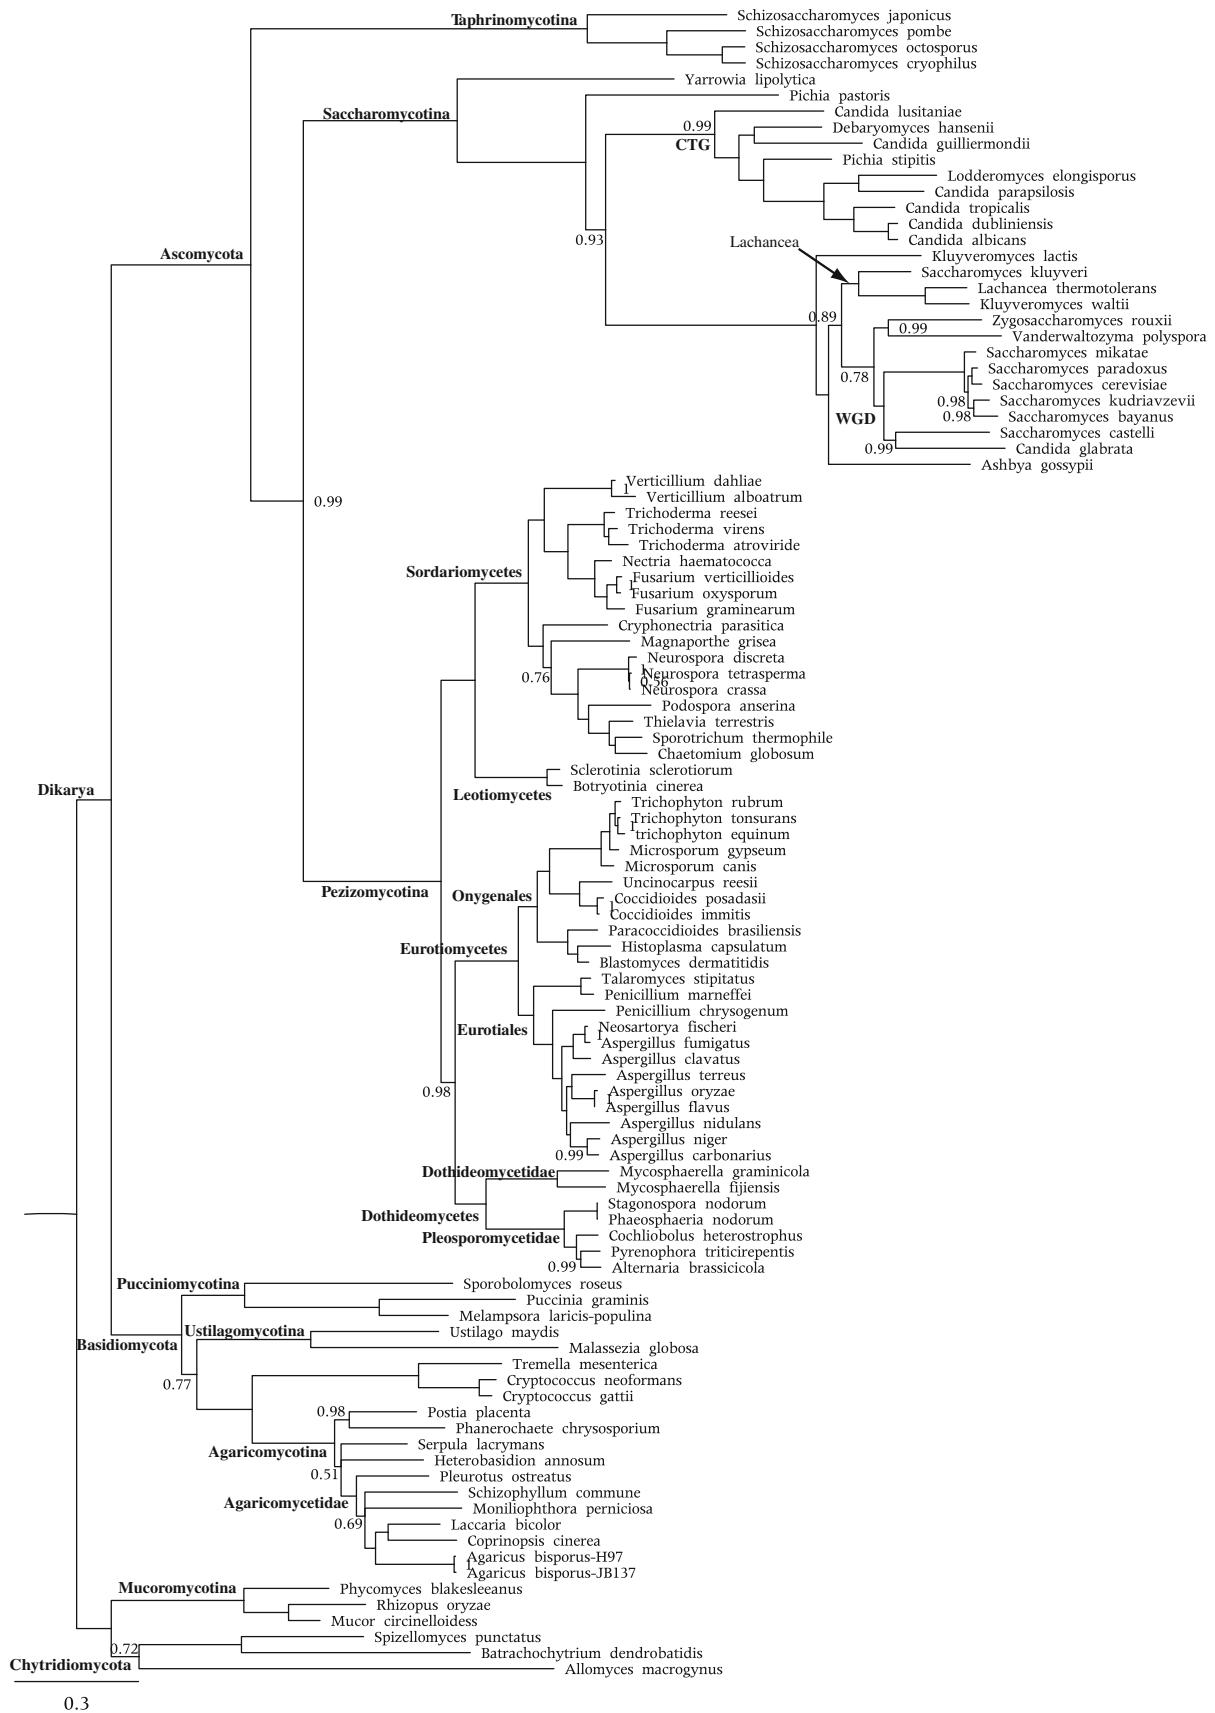 Taphrinomycotina
Schizosaccharomyces japonicus
Schizosaccharomyces pombe
Schizosaccharomyces octosporus
Schizosaccharomyces cryophilus
Yarrowia lipolytica
Pichia pastoris
Saccharomycotina
Candida lusitaniae
0.99
Debaryomyces hansenii
CTG
Candida guilliermondii
Pichia stipitis
Lodderomyces elongisporus
Candida parapsilosis
Candida tropicalis
Candida dubliniensis
0.93
Candida albicans
Lachancea
Ascomycota
Kluyveromyces lactis
Saccharomyces kluyveri
Lachancea thermotolerans
Kluyveromyces waltii
0.89
Zygosaccharomyces rouxii
0.99
Vanderwaltozyma polyspora
Saccharomyces mikatae
Saccharomyces paradoxus
0.78
Saccharomyces cerevisiae
0.98
Saccharomyces kudriavzevii
0.98
Saccharomyces bayanus
WGD
Saccharomyces castelli
0.99
Candida glabrata
Ashbya gossypii
Verticillium dahliae
1
Verticillium alboatrum
0.99
Trichoderma reesei
Trichoderma virens
Trichoderma atroviride
Nectria haematococca
Sordariomycetes
Fusarium verticillioides
1
Fusarium oxysporum
Fusarium graminearum
Cryphonectria parasitica
Magnaporthe grisea
Neurospora discreta
1
0.76
Neurospora tetrasperma
0.56
Neurospora crassa
Podospora anserina
Thielavia terrestris
Sporotrichum thermophile
Chaetomium globosum
Sclerotinia sclerotiorum
Botryotinia cinerea
Dikarya
Leotiomycetes
Trichophyton rubrum
Trichophyton tonsurans
1
trichophyton equinum
Microsporum gypseum
Microsporum canis
Uncinocarpus reesii
Pezizomycotina
Onygenales
Coccidioides posadasii
1
Coccidioides immitis
Paracoccidioides brasiliensis
Eurotiomycetes
Histoplasma capsulatum
Blastomyces dermatitidis
Talaromyces stipitatus
Penicillium marneffei
Penicillium chrysogenum
Eurotiales
Neosartorya fischeri
1
Aspergillus fumigatus
Aspergillus clavatus
Aspergillus terreus
0.98
Aspergillus oryzae
1
Aspergillus flavus
Aspergillus nidulans
Aspergillus niger
0.99
Aspergillus carbonarius
Dothideomycetidae
Mycosphaerella graminicola
Mycosphaerella fijiensis
Stagonospora nodorum
Dothideomycetes
Phaeosphaeria nodorum
Pleosporomycetidae
Cochliobolus heterostrophus
Pyrenophora triticirepentis
0.99
Alternaria brassicicola
Pucciniomycotina
Sporobolomyces roseus
Puccinia graminis
Melampsora laricis-populina
Ustilagomycotina
Ustilago maydis
Basidiomycota
Malassezia globosa
Tremella mesenterica
0.77
Cryptococcus neoformans
Cryptococcus gattii
0.98
Postia placenta
Phanerochaete chrysosporium
Serpula lacrymans
Agaricomycotina
Heterobasidion annosum
0.51
Pleurotus ostreatus
Schizophyllum commune
Agaricomycetidae
Moniliophthora perniciosa
0.69
Laccaria bicolor
Coprinopsis cinerea
Agaricus bisporus-H97
1
Agaricus bisporus-JB137
Mucoromycotina
Phycomyces blakesleeanus
Rhizopus oryzae
Mucor circinelloidess
Spizellomyces punctatus
0.72
Batrachochytrium dendrobatidis
Chytridiomycota
Allomyces macrogynus
0.3